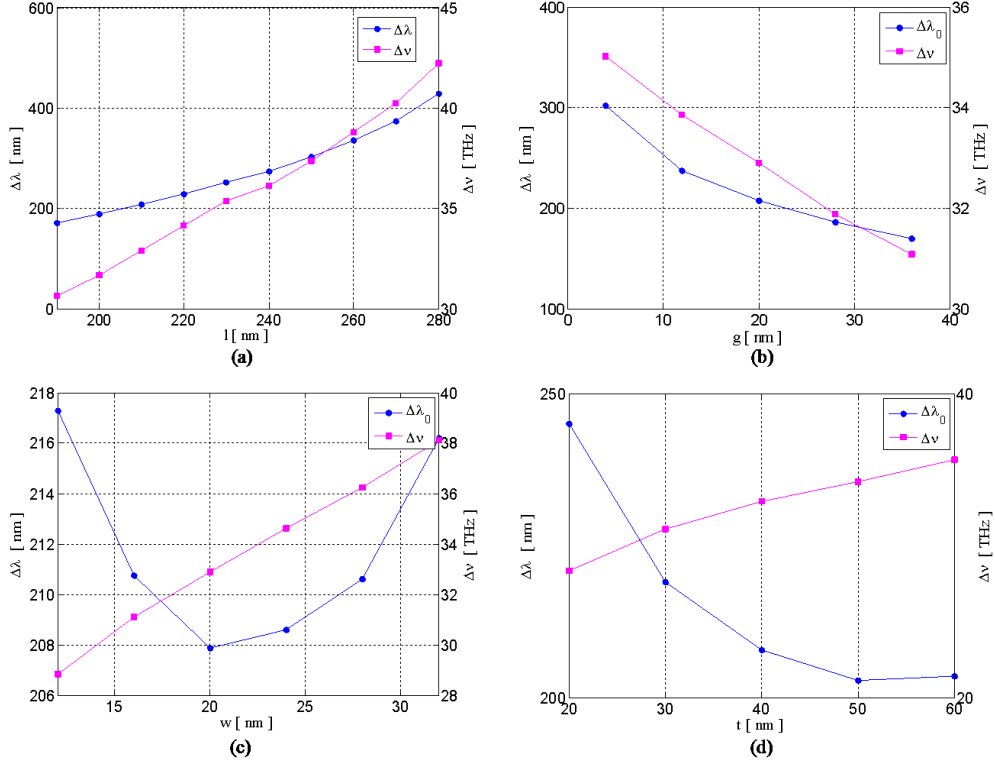 600
400
200
0
Δλ [ nm]
45
40
35
30
Δν [ THz]
Δλ
Δν
200 220 240 260 280
l [ nm]
(a)
400
300
200
100
Δλ [ nm]
36
34
32
30
Δν [ THz]
Δλ0
Δν
0 10 20 30 40
g [ nm]
(b)
218
216
214
212
210
208
206
Δλ [ nm]
40
38
36
34
32
30
28
Δν [ THz]
Δλ0
Δν
15 20 25 30
w [ nm]
(c)
250
200
Δλ [ nm]
40
20
Δν [ THz]
Δλ0
Δν
20 30 40 50 60
t [ nm]
(d)